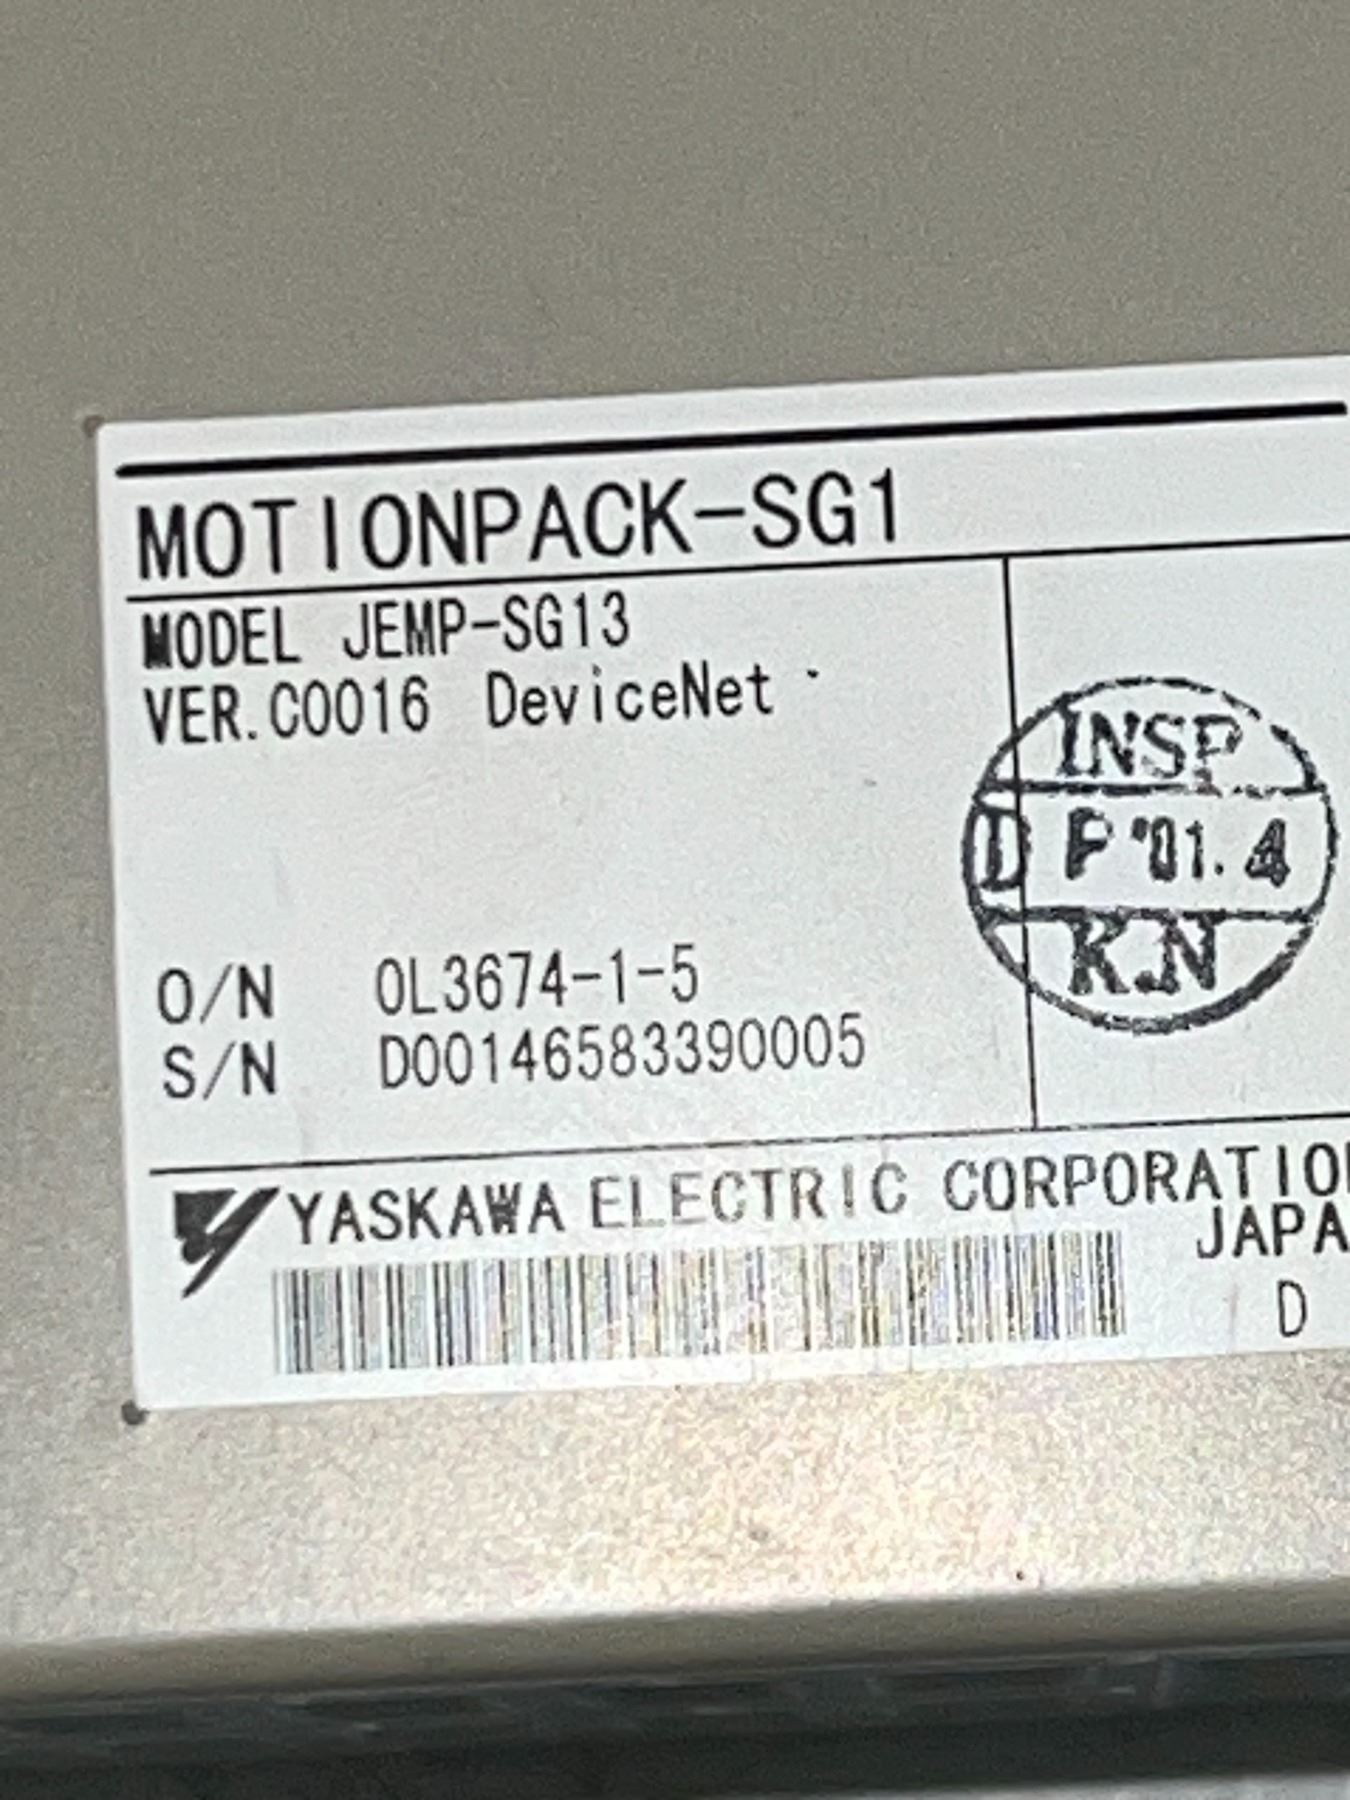 MOTIONPACK-SG1
MODEL JEMP-SG13
VER.C0016 DeviceNet
INSP
D P '01.4
KN
O/N 0L3674-1-5
S/N D00146583390005
YASKAWA ELECTRIC CORPORATIO
JAPA
D